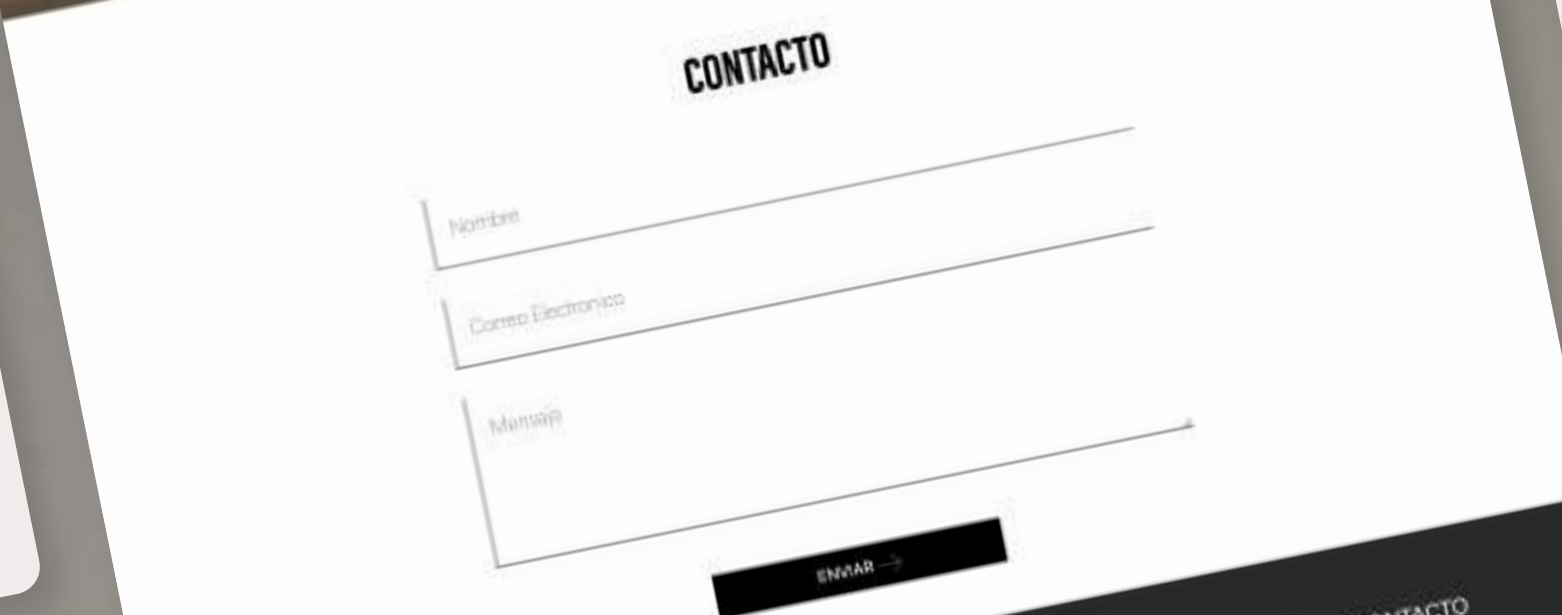 CONTACTO
Nombre
Correo Electronico
Mensaje
ENVIAR →